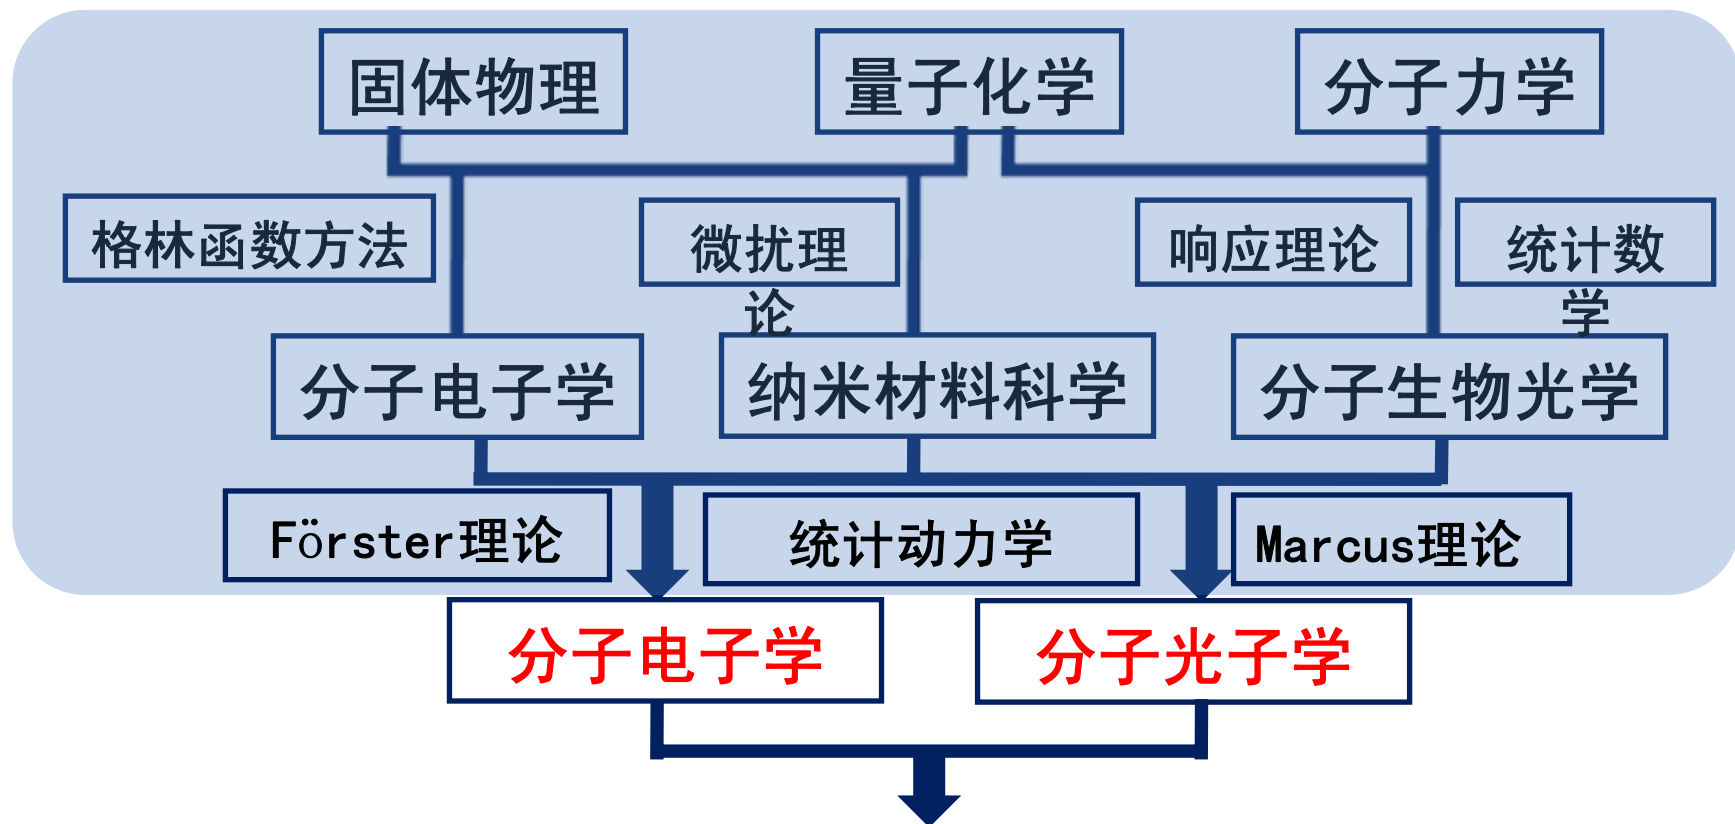 固体物理
量子化学
分子力学
格林函数方法
微扰理
论
响应理论
统计数
学
分子电子学
纳米材料科学
分子生物光学
Förster理论
统计动力学
Marcus理论
分子电子学
分子光子学